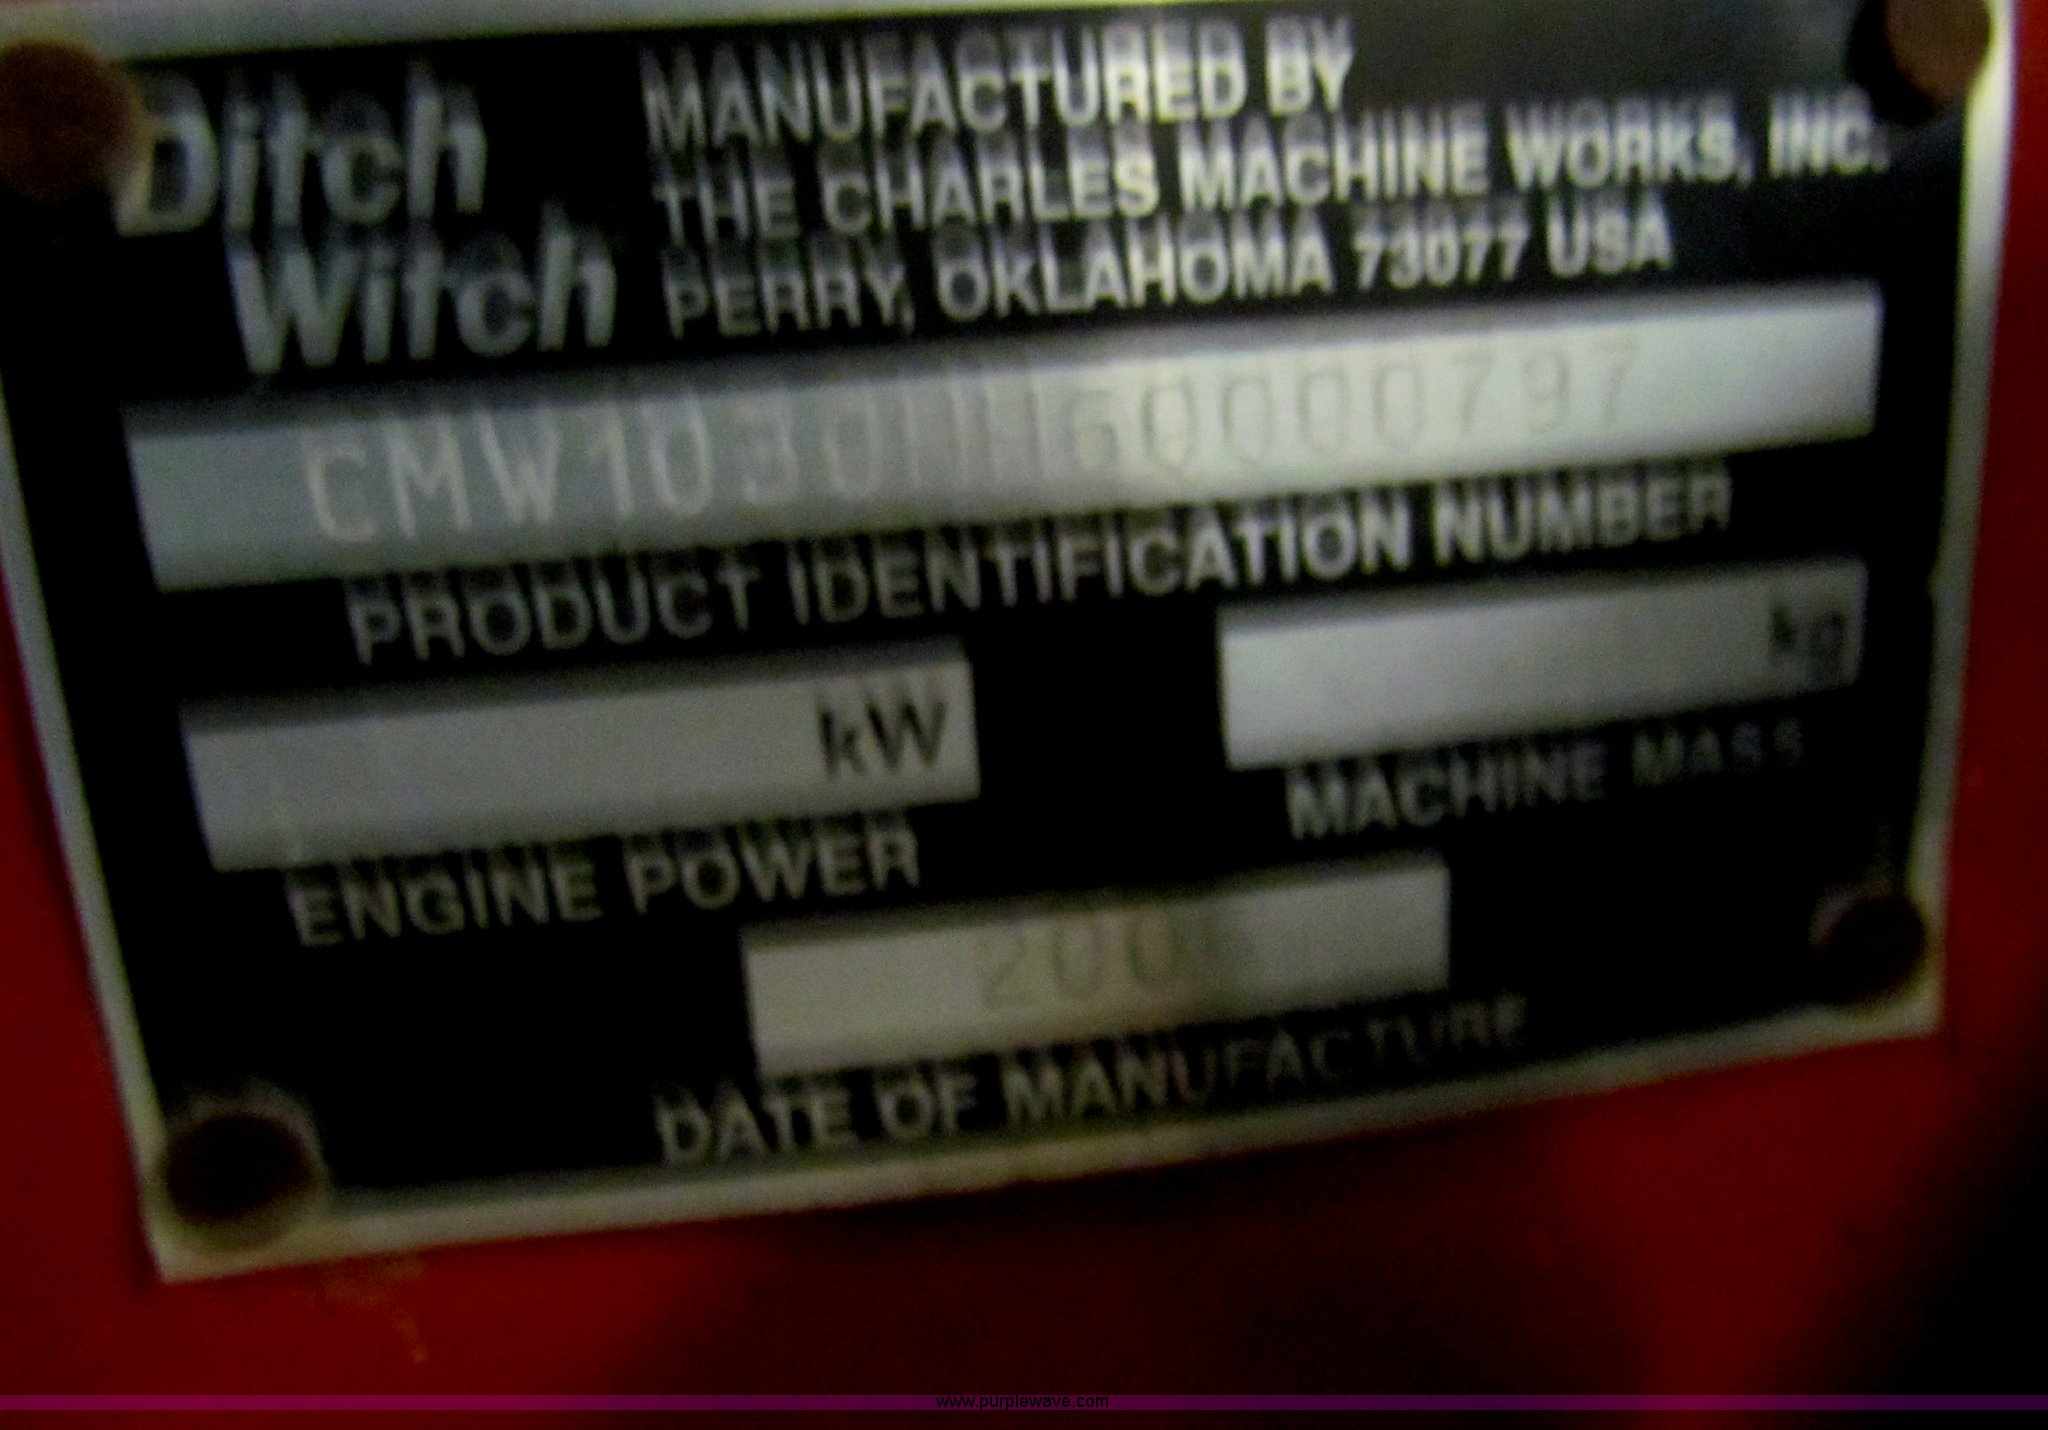 Ditch
Witch
MANUFACTURED BY
THE CHARLES MACHINE WORKS, INC.
PERRY, OKLAHOMA 73077 USA
PRODUCT IDENTIFICATION NUMBER
kW
kg
ENGINE POWER
MACHINE MASS
DATE OF MANUFACTURE
www.purplewave.com